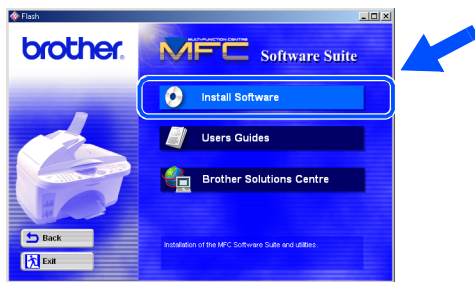 Flash
brother.
MULTI-FUNCTION CENTRE
MFC
Software Suite
Install Software
Users Guides
Brother Solutions Centre
Back
Installation of the MFC Software Suite and utilities.
Exit